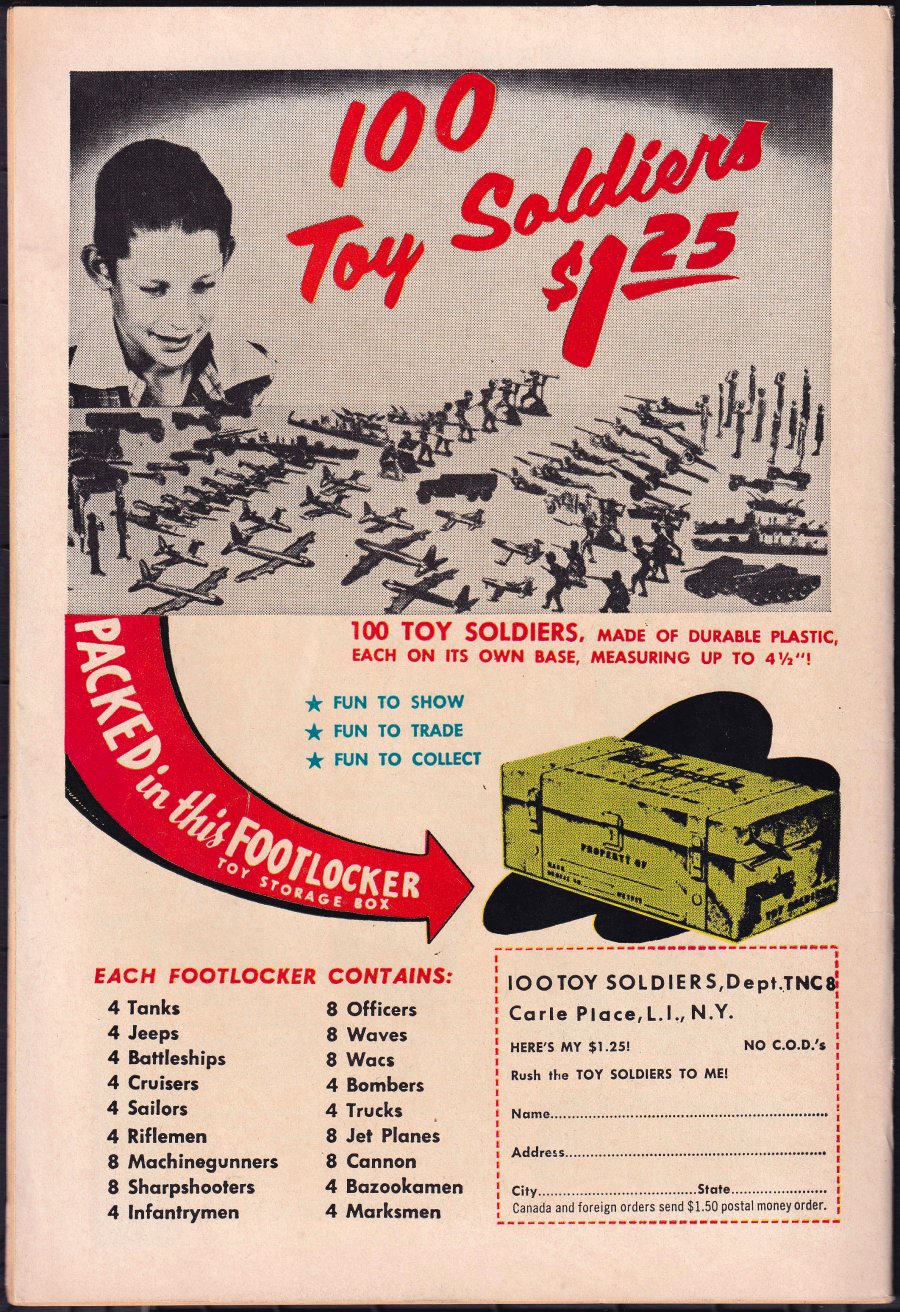 100
Toy Soldiers
$1.25
100 TOY SOLDIERS, MADE OF DURABLE PLASTIC,
EACH ON ITS OWN BASE, MEASURING UP TO 4½"!
★ FUN TO SHOW
★ FUN TO TRADE
★ FUN TO COLLECT
PACKED in this FOOTLOCKER
TOY STORAGE BOX
PROPERTY OF
EACH FOOTLOCKER CONTAINS:
4 Tanks
4 Jeeps
4 Battleships
4 Cruisers
4 Sailors
4 Riflemen
8 Machinegunners
8 Sharpshooters
4 Infantrymen
8 Officers
8 Waves
8 Wacs
4 Bombers
4 Trucks
8 Jet Planes
8 Cannon
4 Bazookamen
4 Marksmen
100 TOY SOLDIERS, Dept. TNC8
Carle Place, L.I., N.Y.
HERE'S MY $1.25! NO C.O.D.'s
Rush the TOY SOLDIERS TO ME!
Name
Address
City State
Canada and foreign orders send $1.50 postal money order.